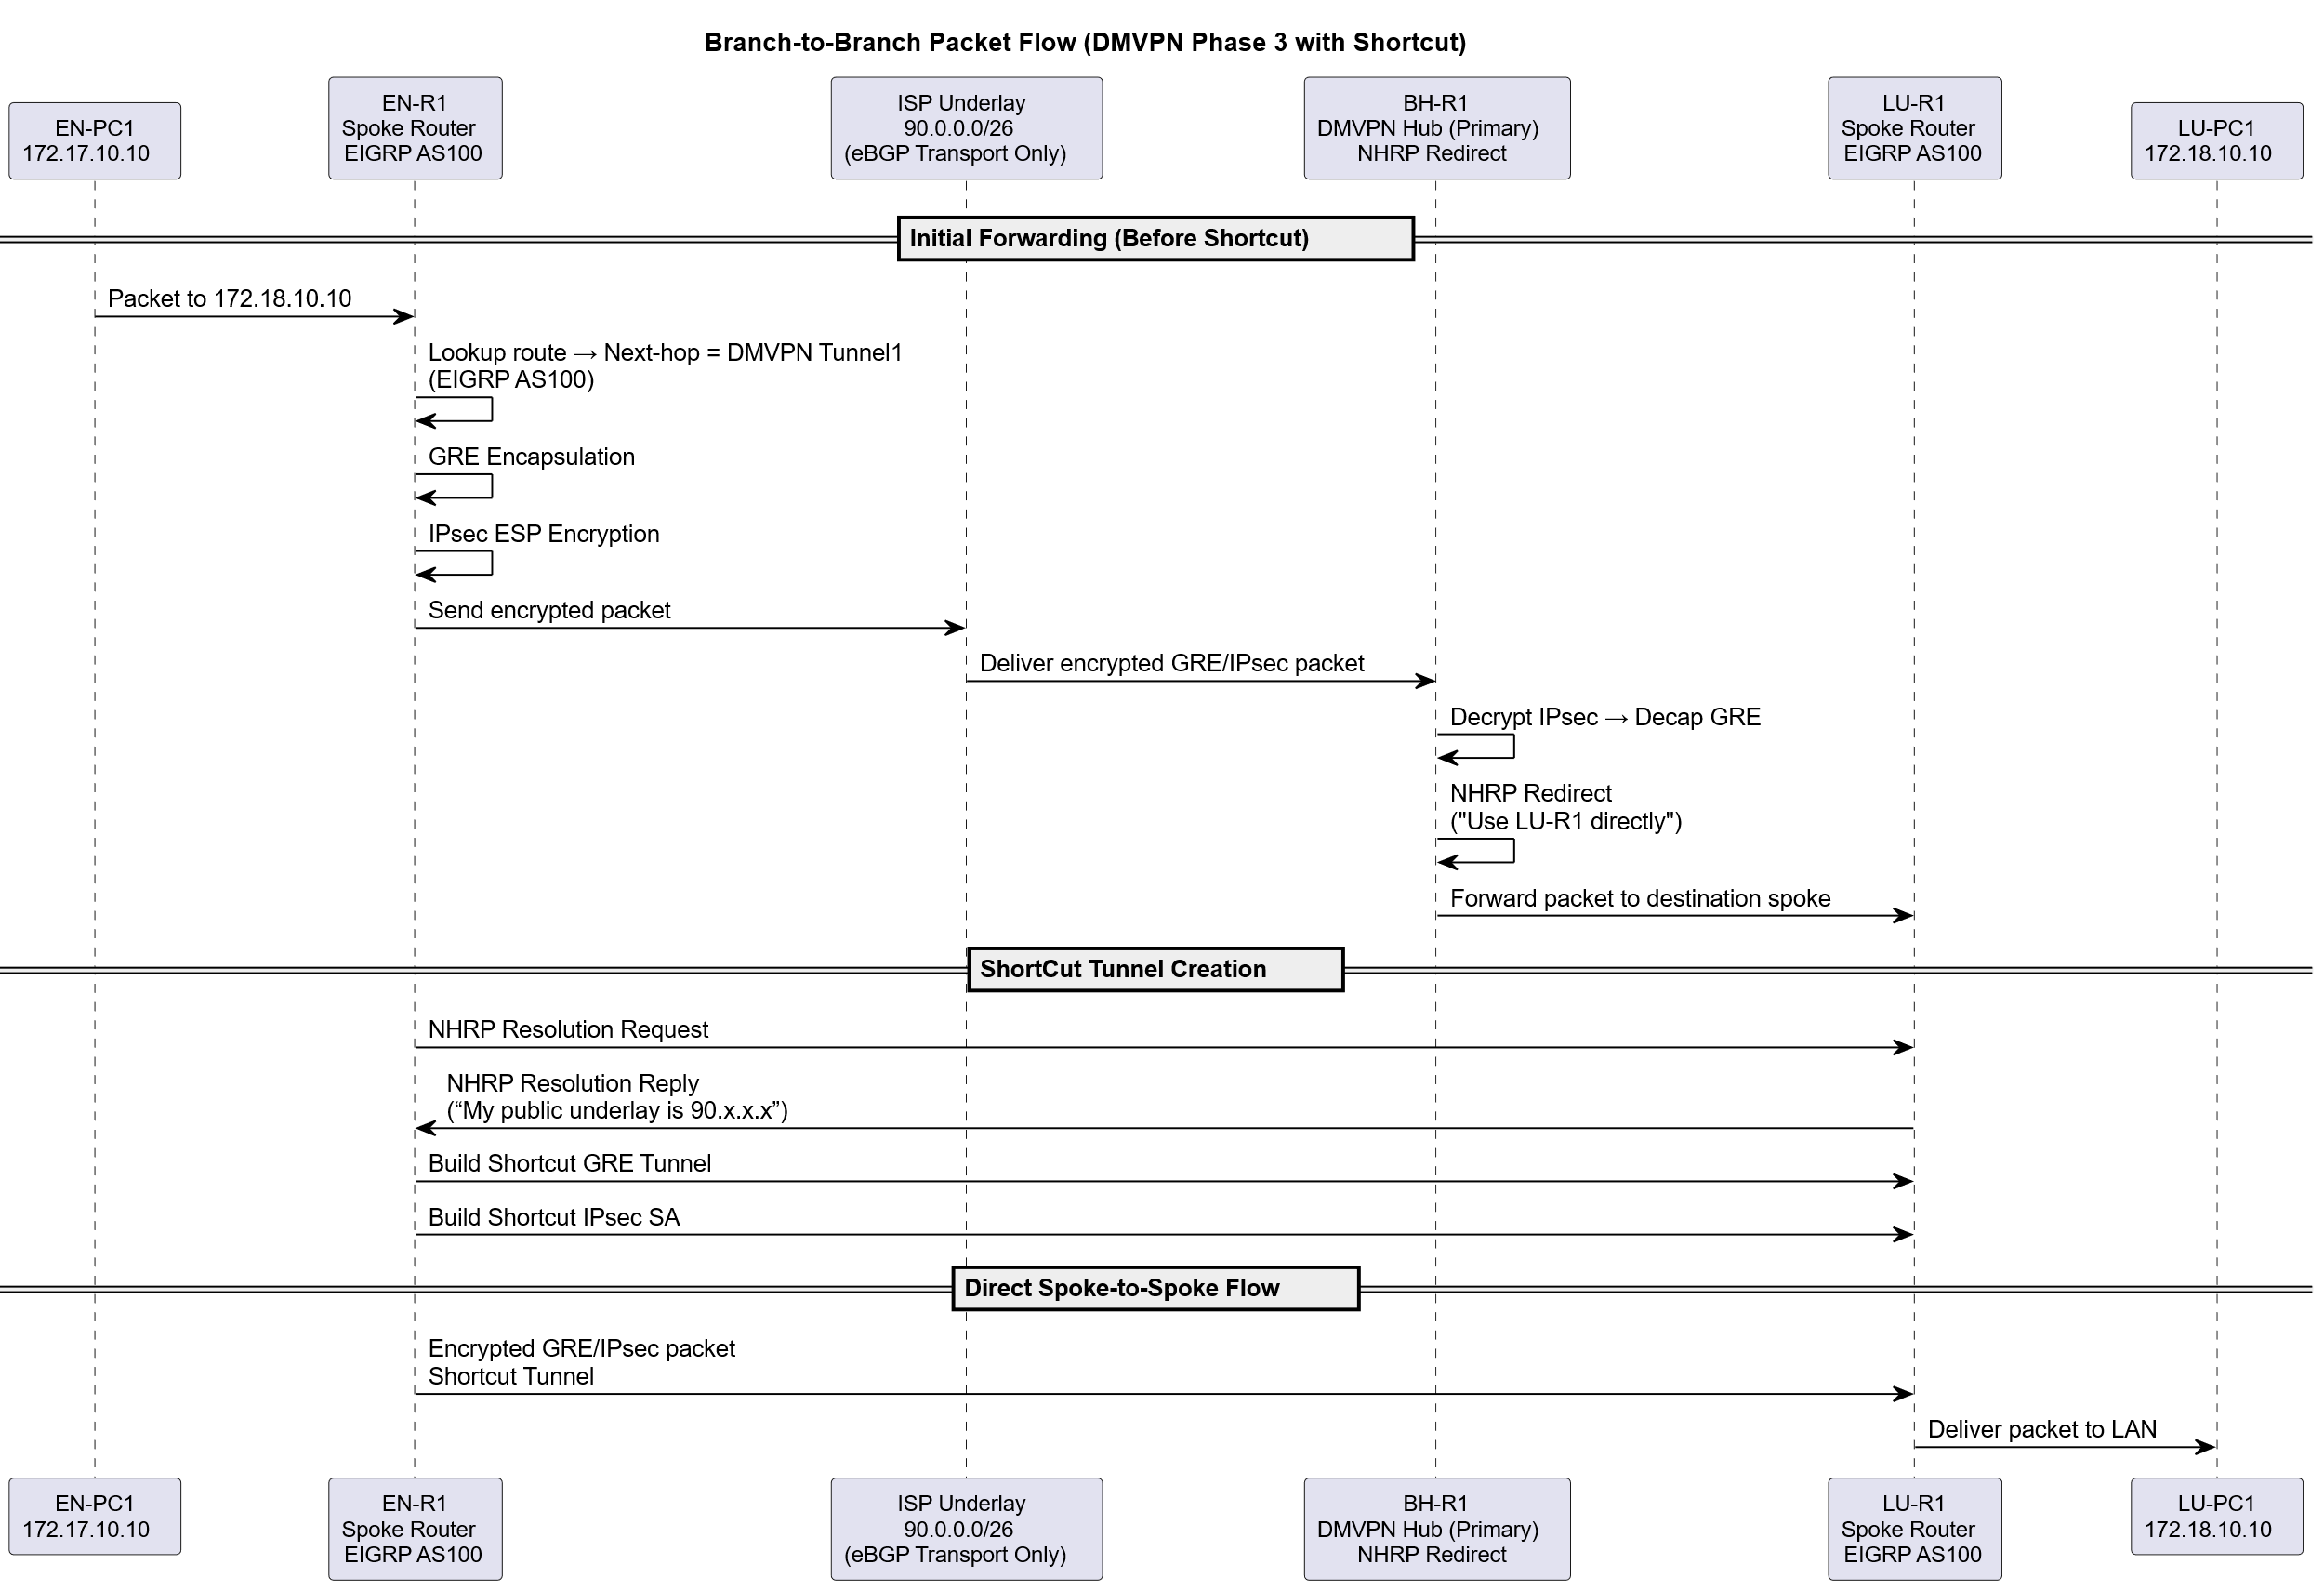 Branch-to-Branch Packet Flow (DMVPN Phase 3 with Shortcut)
EN-PC1
172.17.10.10
EN-R1
Spoke Router
EIGRP AS100
ISP Underlay
90.0.0.0/26
(eBGP Transport Only)
BH-R1
DMVPN Hub (Primary)
NHRP Redirect
LU-R1
Spoke Router
EIGRP AS100
LU-PC1
172.18.10.10
Initial Forwarding (Before Shortcut)
Packet to 172.18.10.10
Lookup route → Next-hop = DMVPN Tunnel1
(EIGRP AS100)
GRE Encapsulation
IPsec ESP Encryption
Send encrypted packet
Deliver encrypted GRE/IPsec packet
Decrypt IPsec → Decap GRE
NHRP Redirect
("Use LU-R1 directly")
Forward packet to destination spoke
ShortCut Tunnel Creation
NHRP Resolution Request
NHRP Resolution Reply
(“My public underlay is 90.x.x.x”)
Build Shortcut GRE Tunnel
Build Shortcut IPsec SA
Direct Spoke-to-Spoke Flow
Encrypted GRE/IPsec packet
Shortcut Tunnel
Deliver packet to LAN
EN-PC1
172.17.10.10
EN-R1
Spoke Router
EIGRP AS100
ISP Underlay
90.0.0.0/26
(eBGP Transport Only)
BH-R1
DMVPN Hub (Primary)
NHRP Redirect
LU-R1
Spoke Router
EIGRP AS100
LU-PC1
172.18.10.10